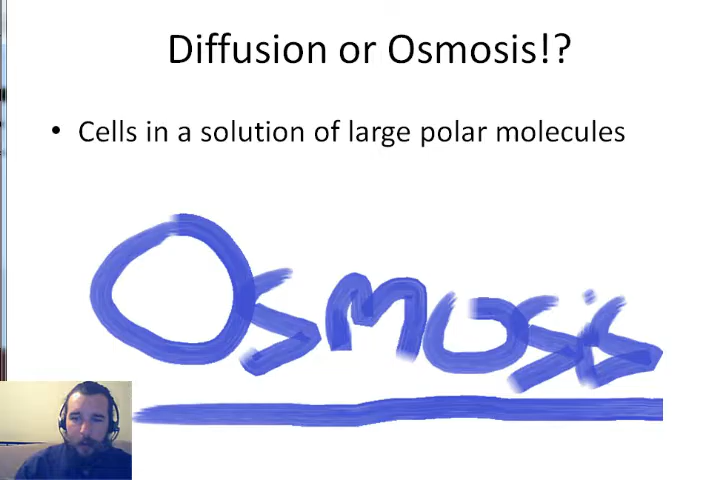 Diffusion or Osmosis!?
• Cells in a solution of large polar molecules
Osmosis